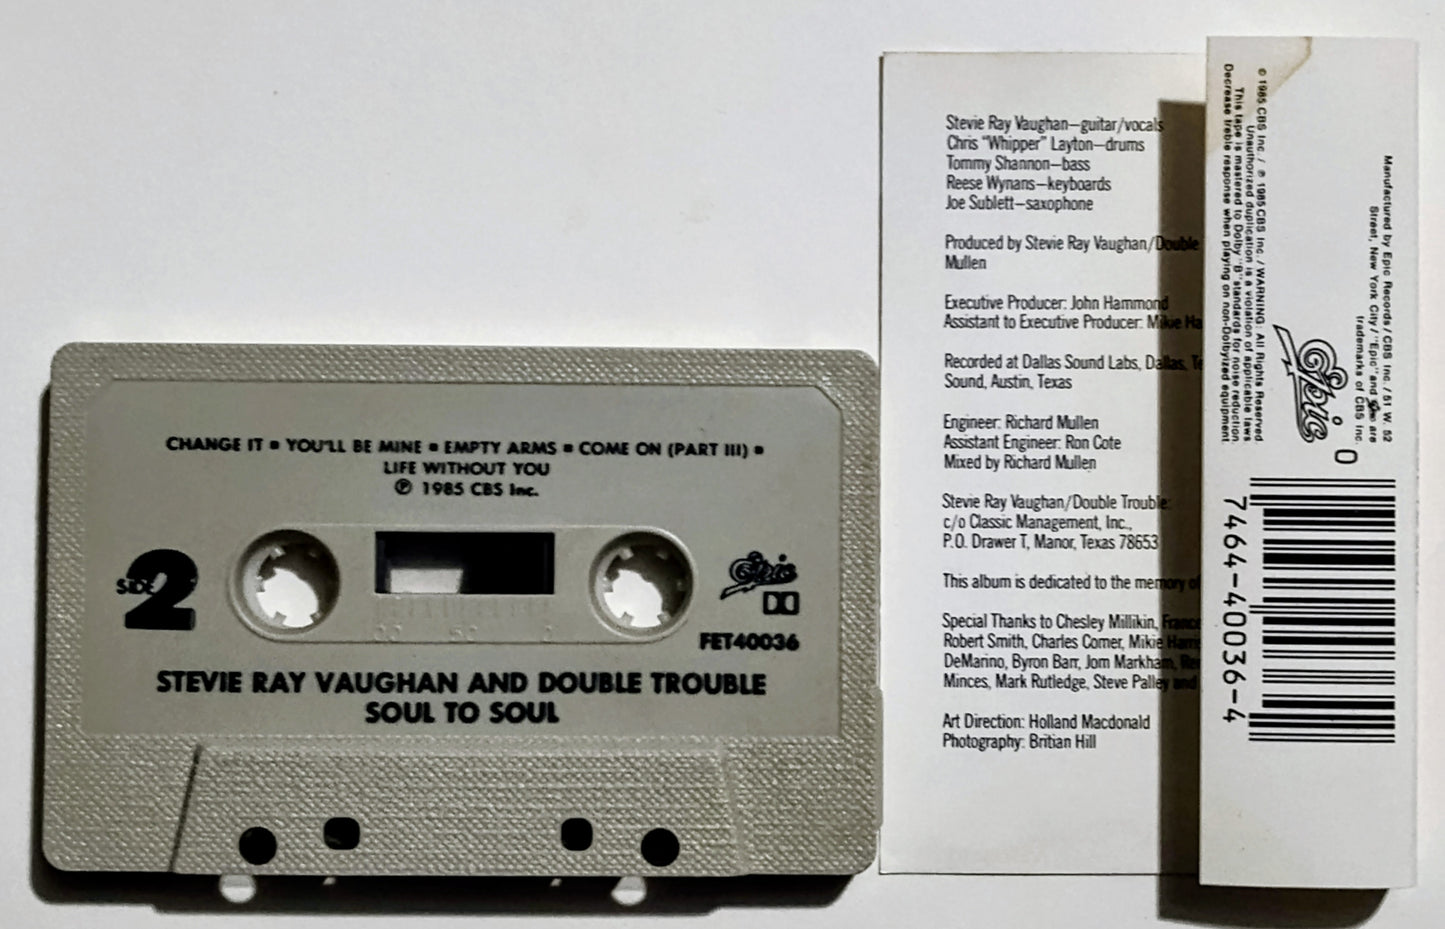 CHANGE IT ▪ YOU'LL BE MINE ▪ EMPTY ARMS ▪ COME ON (PART III) ▪
LIFE WITHOUT YOU
℗ 1985 CBS Inc.
SIDE 2
Epic
FET40036
STEVIE RAY VAUGHAN AND DOUBLE TROUBLE
SOUL TO SOUL
Stevie Ray Vaughan—guitar/vocals
Chris "Whipper" Layton—drums
Tommy Shannon—bass
Reese Wynans—keyboards
Joe Sublett—saxophone
Produced by Stevie Ray Vaughan/Double
Mullen
Executive Producer: John Hammond
Assistant to Executive Producer: Mikie Ha
Recorded at Dallas Sound Labs, Dallas, Te
Sound, Austin, Texas
Engineer: Richard Mullen
Assistant Engineer: Ron Cote
Mixed by Richard Mullen
Stevie Ray Vaughan/Double Trouble:
c/o Classic Management, Inc.,
P.O. Drawer T, Manor, Texas 78653
This album is dedicated to the memory of
Special Thanks to Chesley Millikin, France
Robert Smith, Charles Comer, Mikie Harris
DeMarino, Byron Barr, Jom Markham,
Minces, Mark Rutledge, Steve Palley and
Art Direction: Holland Macdonald
Photography: Britian Hill
Manufactured by Epic Records / CBS Inc. / 51 W. 52
Street, New York City / "Epic" and are
trademarks of CBS Inc.
Epic
© 1985 CBS Inc. / ℗ 1985 CBS Inc. / WARNING: All Rights Reserved
Unauthorized duplication is a violation of applicable laws
This tape is mastered to Dolby "B" standards for noise reduction.
Decrease treble response when playing on non-Dolbyized equipment
0
7464-40036-4